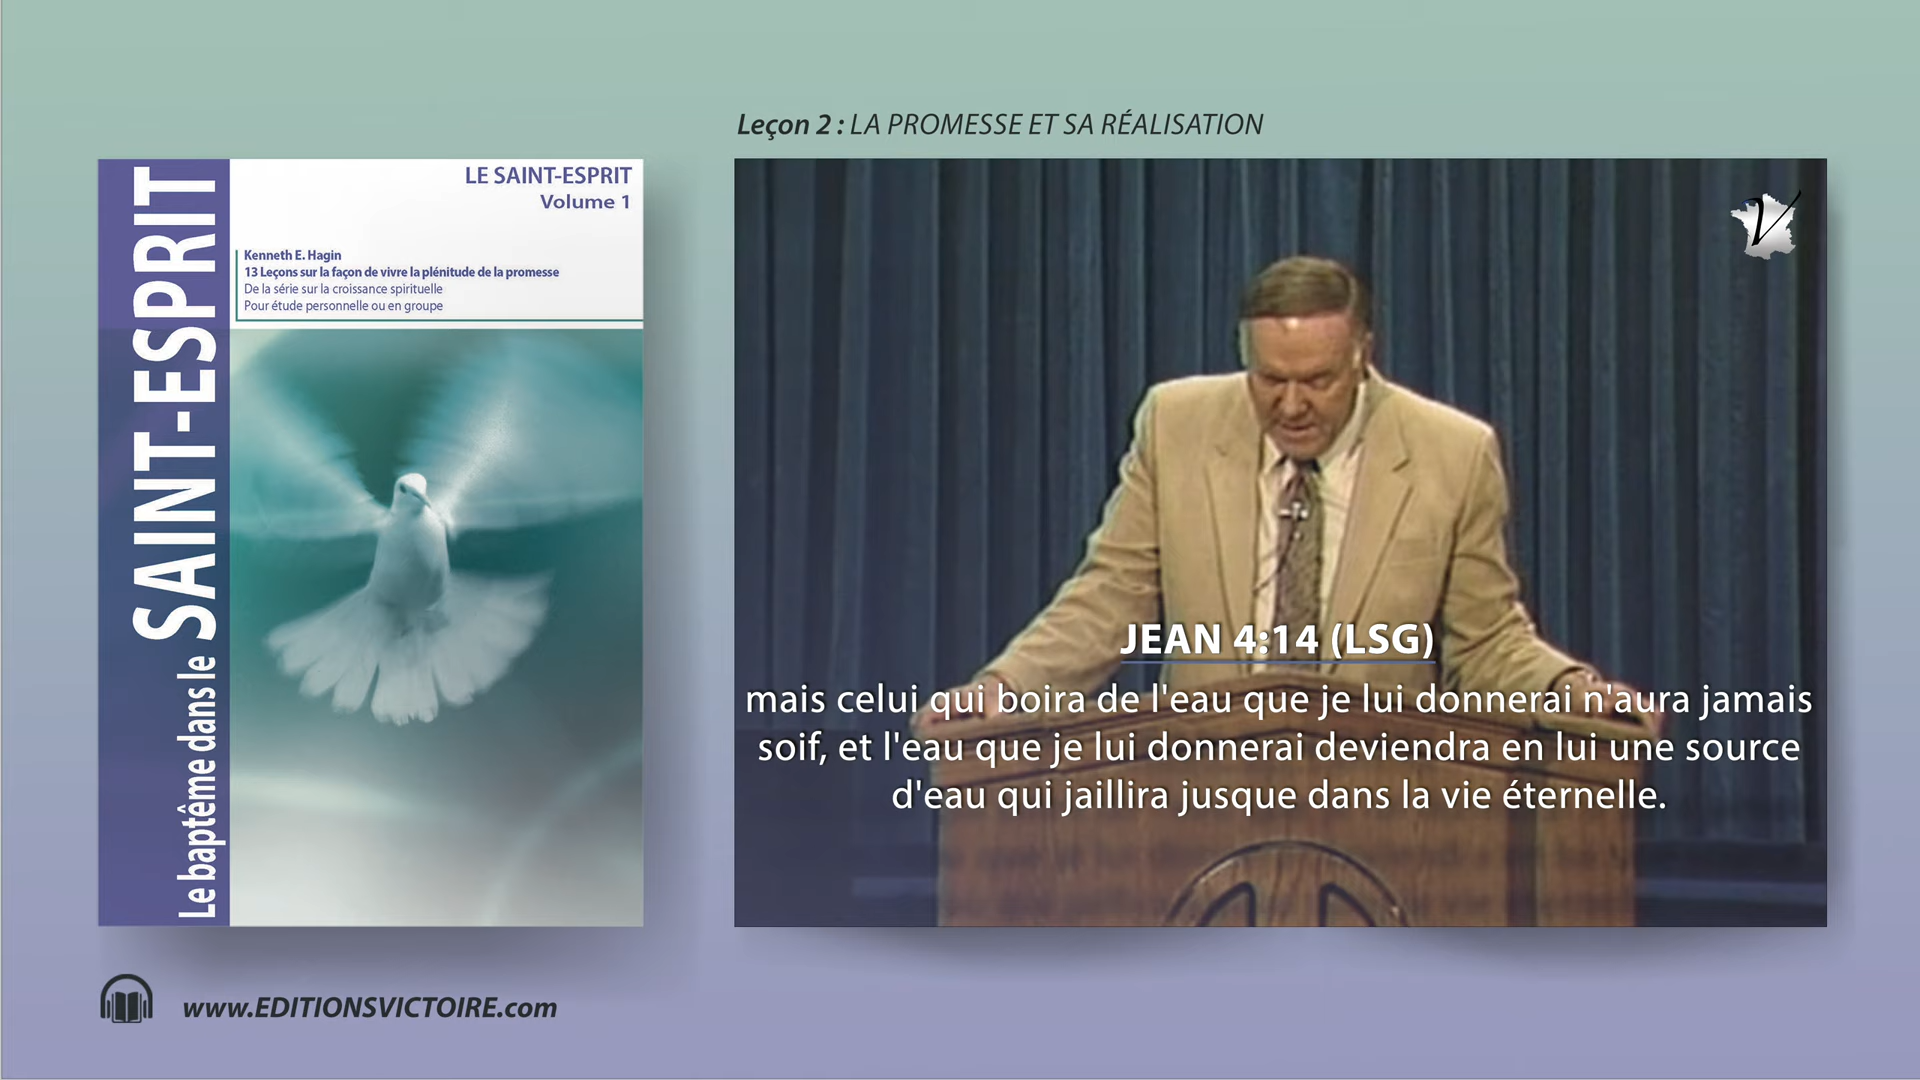 Leçon 2 : LA PROMESSE ET SA RÉALISATION
LE SAINT-ESPRIT
Volume 1
Kenneth E. Hagin
13 Leçons sur la façon de vivre la plénitude de la promesse
De la série sur la croissance spirituelle
Pour étude personnelle ou en groupe
Le baptême dans le SAINT-ESPRIT
V
JEAN 4:14 (LSG)
mais celui qui boira de l'eau que je lui donnerai n'aura jamais
soif, et l'eau que je lui donnerai deviendra en lui une source
d'eau qui jaillira jusque dans la vie éternelle.
www.EDITIONSVICTOIRE.com